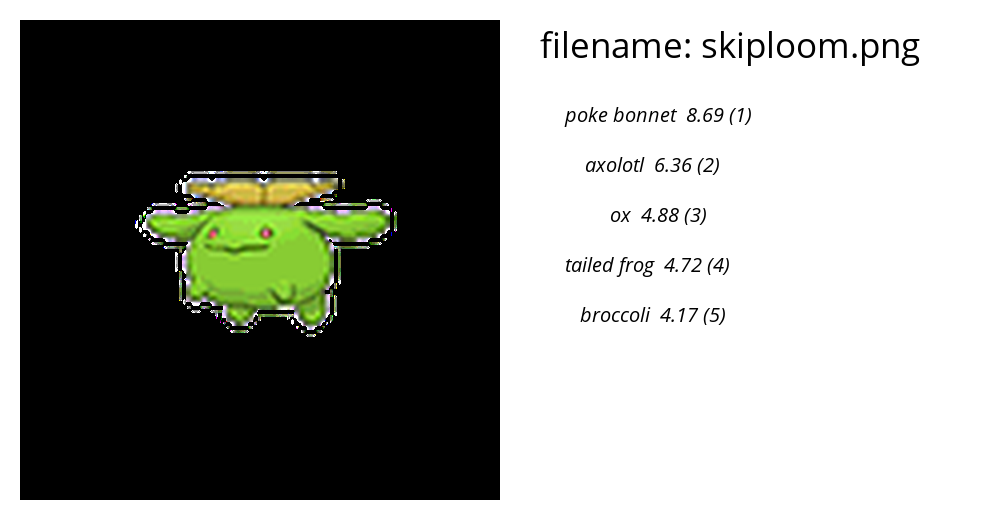 filename: skiploom.png
poke bonnet 8.69 (1)
axolotl 6.36 (2)
ox 4.88 (3)
tailed frog 4.72 (4)
broccoli 4.17 (5)